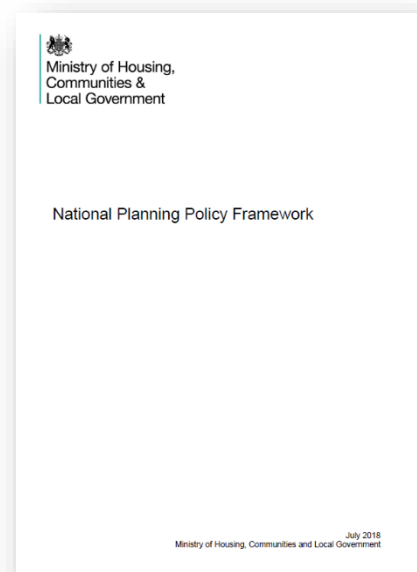 Ministry of Housing,
Communities &
Local Government
National Planning Policy Framework
July 2018
Ministry of Housing, Communities and Local Government